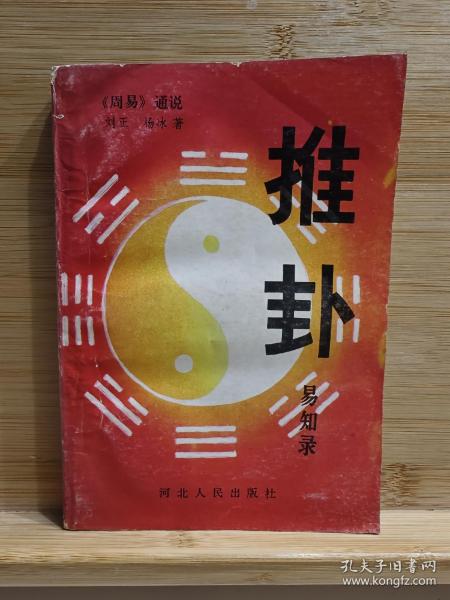 《周易》通说
刘正 杨冰 著
推卦
易知录
河北人民出版社
孔夫子旧书网
www.kongfz.com